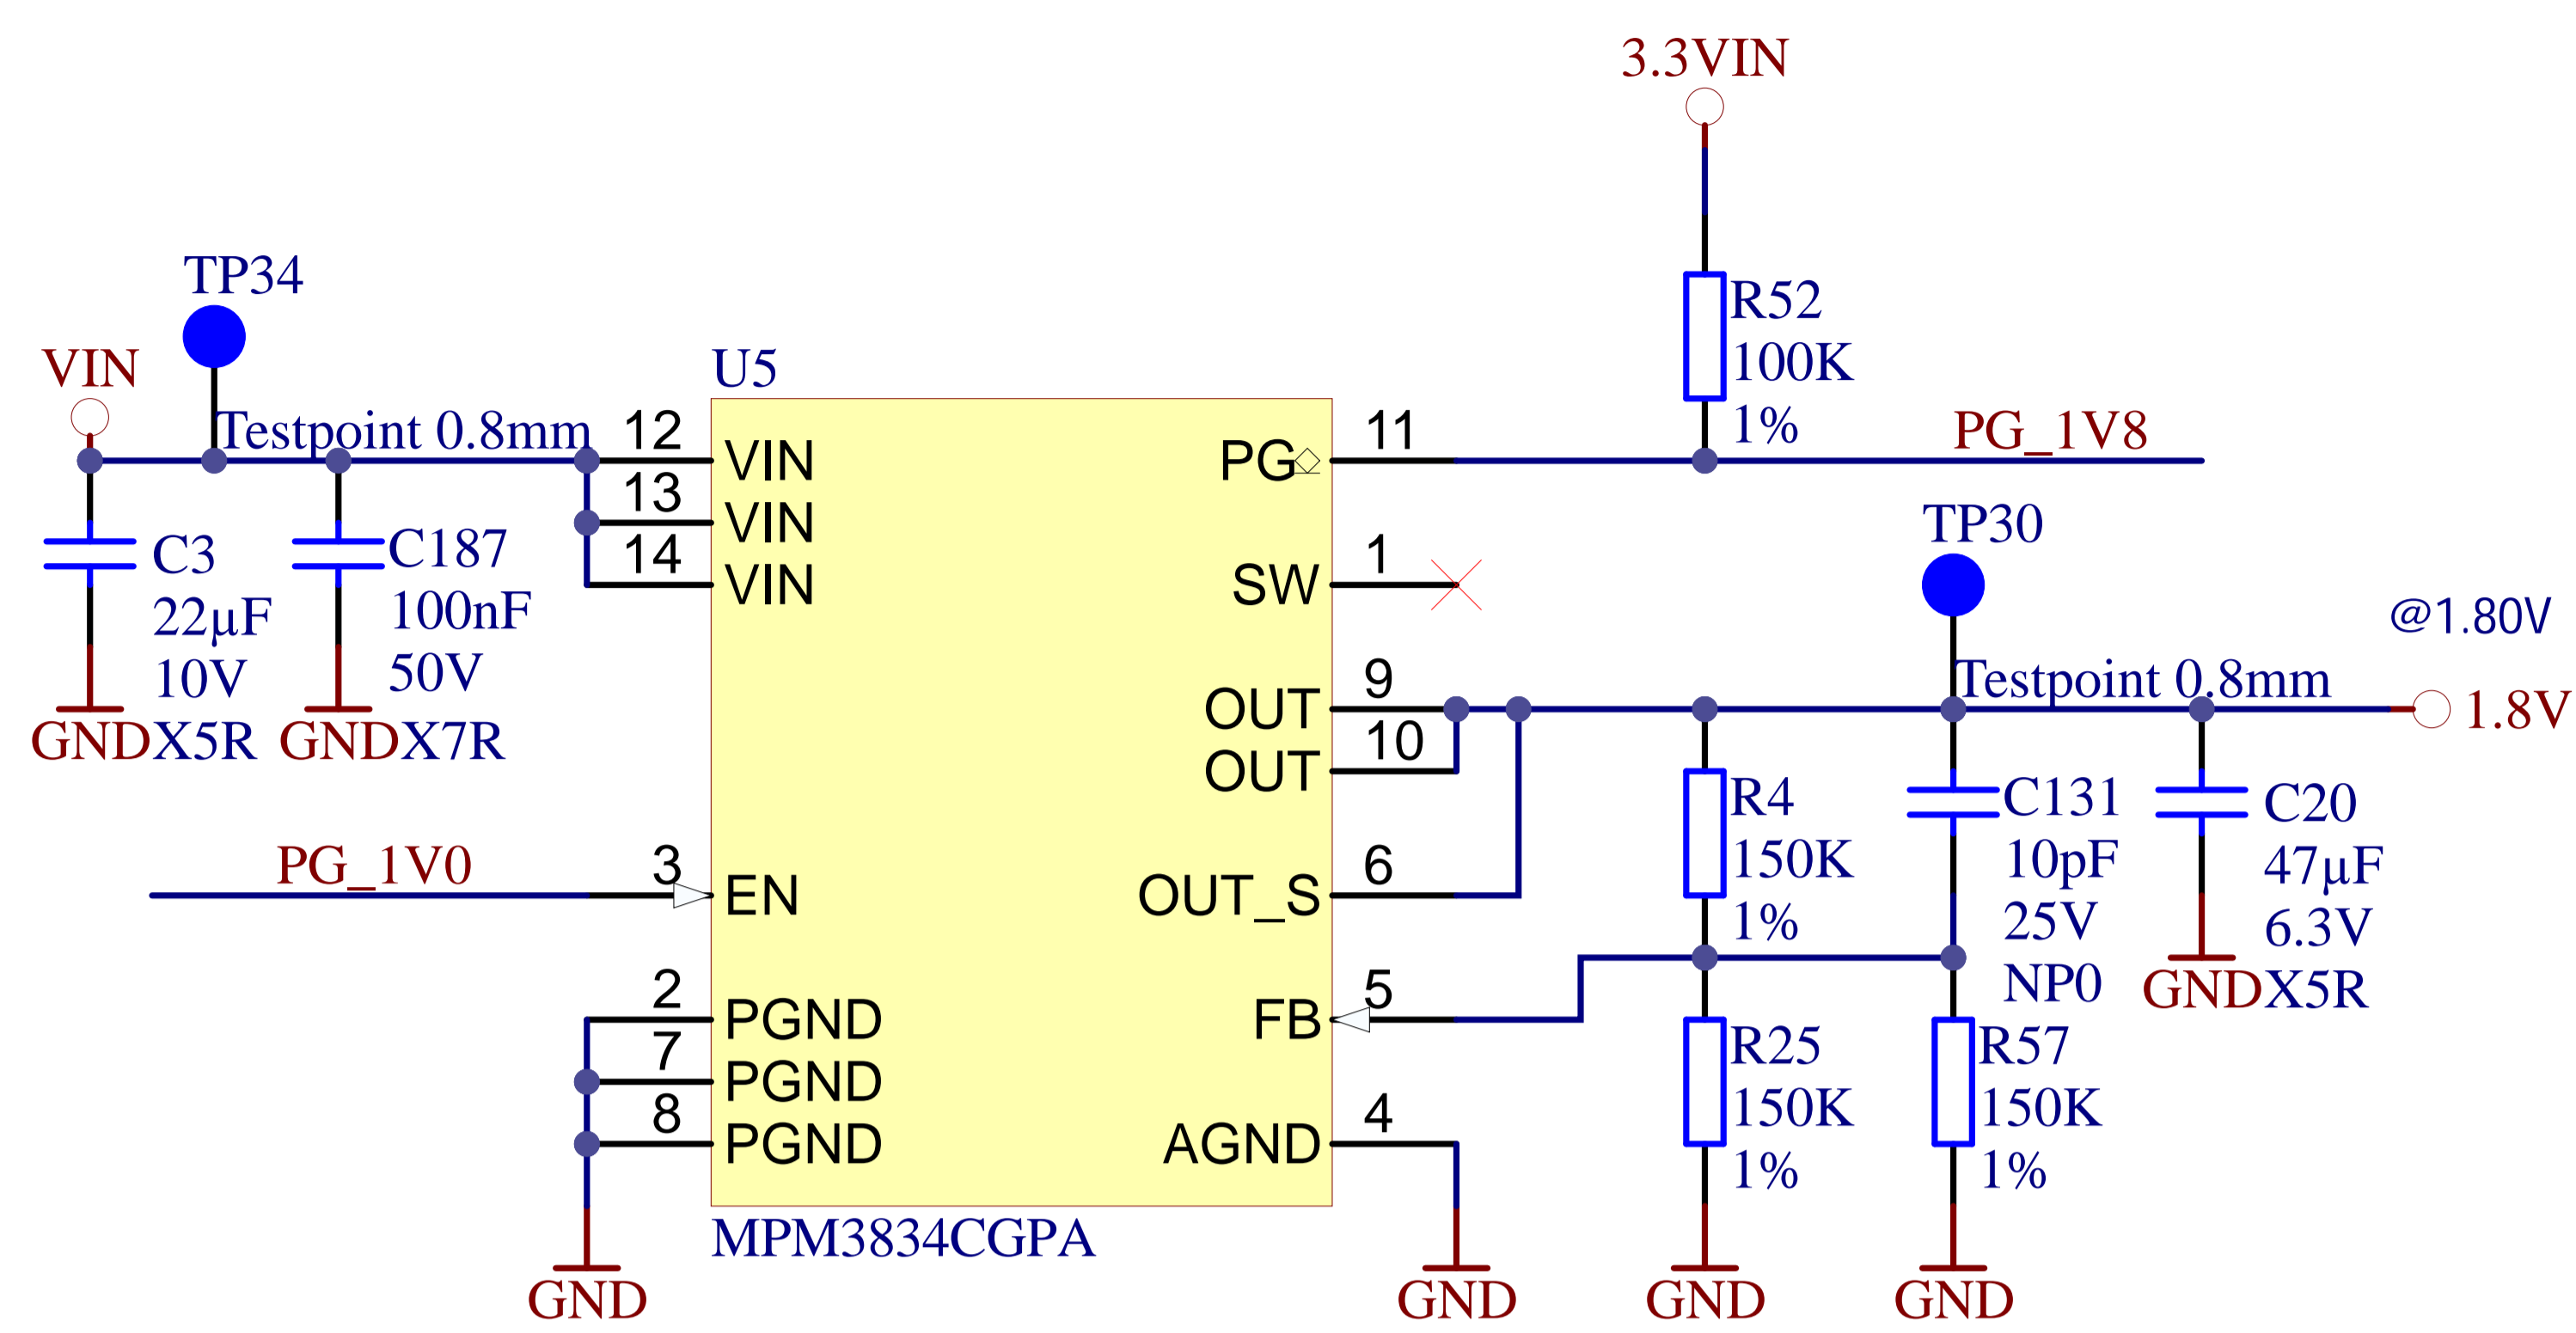 3.3VIN
R52
100K
1%
TP34
VIN
Testpoint 0.8mm
U5
12
VIN
13
VIN
14
VIN
11
PG
PG_1V8
1
SW
TP30
@1.80V
Testpoint 0.8mm
1.8V
C3
22µF
10V
X5R
GND
C187
100nF
50V
X7R
GND
9
OUT
10
OUT
6
OUT_S
R4
150K
1%
C131
10pF
25V
NP0
C20
47µF
6.3V
X5R
GND
PG_1V0
3
EN
2
PGND
7
PGND
8
PGND
5
FB
4
AGND
R25
150K
1%
R57
150K
1%
MPM3834CGPA
GND
GND
GND
GND